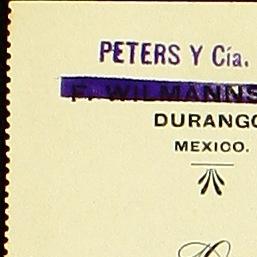 PETERS Y Cía.
F. WILMANNS
DURANGO
MEXICO.